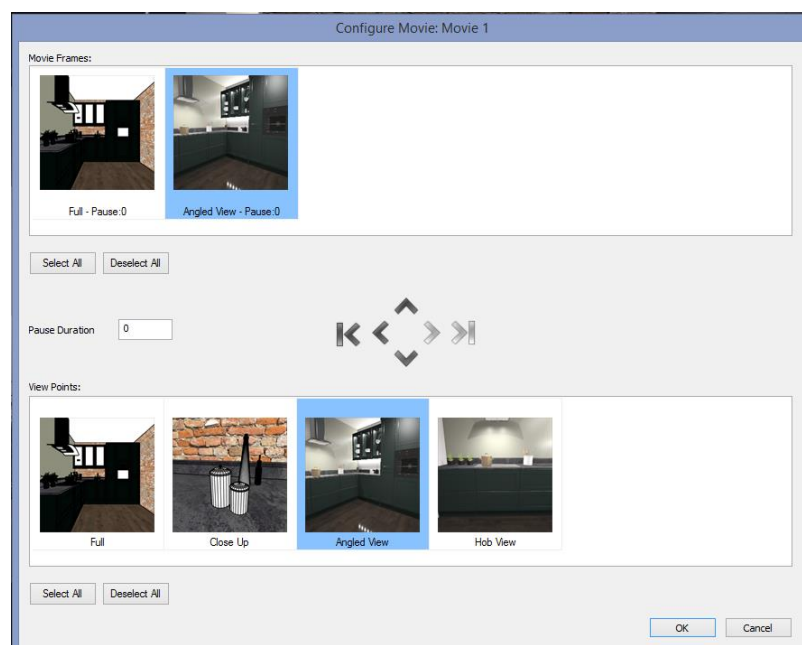 Configure Movie: Movie 1
Movie Frames:
Full - Pause:0
Angled View - Pause:0
Select All
Deselect All
Pause Duration
0
View Points:
Full
Close Up
Angled View
Hob View
Select All
Deselect All
OK
Cancel